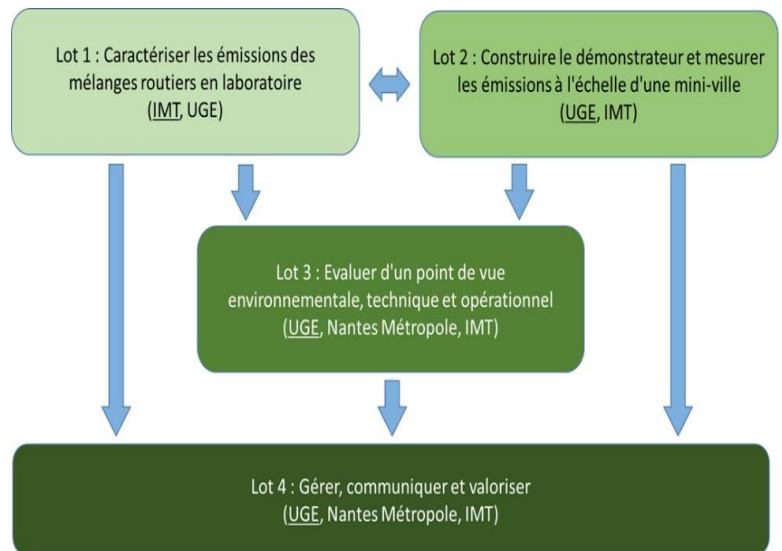 Lot 1 : Caractériser les émissions des
mélanges routiers en laboratoire
(IMT, UGE)
Lot 2 : Construire le démonstrateur et mesurer
les émissions à l'échelle d'une mini-ville
(UGE, IMT)
Lot 3 : Evaluer d'un point de vue
environnementale, technique et opérationnel
(UGE, Nantes Métropole, IMT)
Lot 4 : Gérer, communiquer et valoriser
(UGE, Nantes Métropole, IMT)